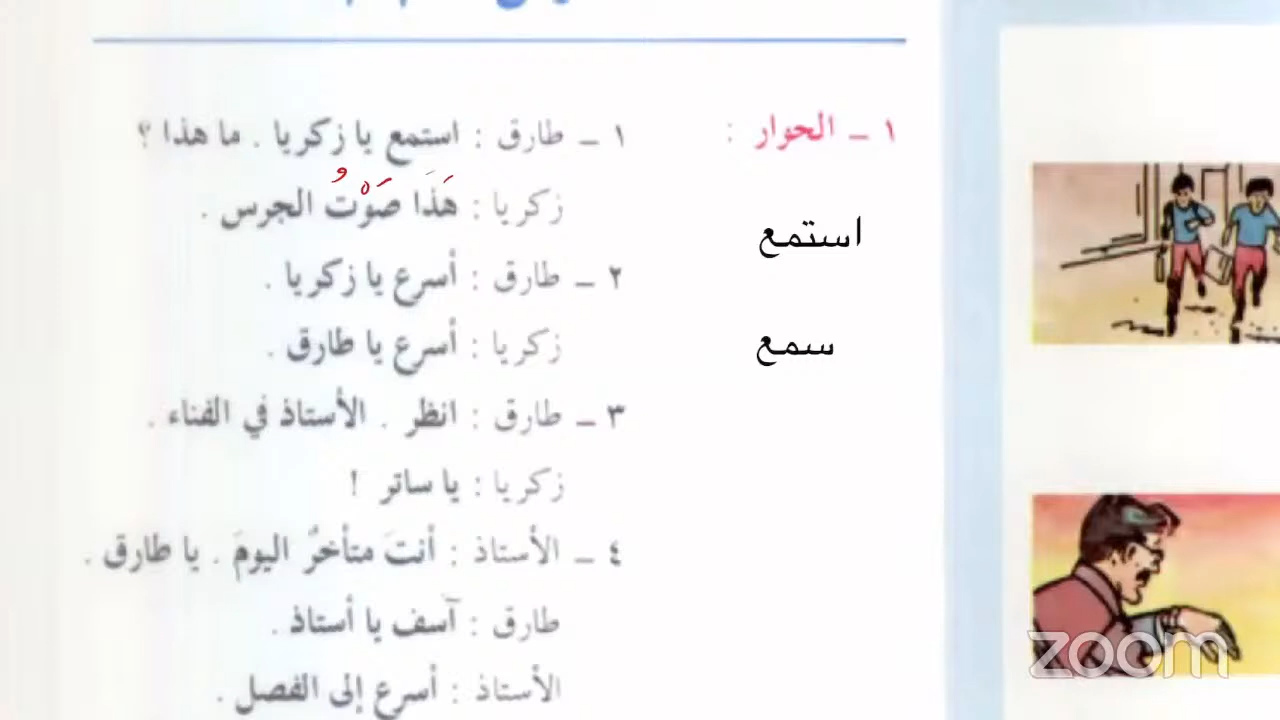 ١ ـ الحوار :
١ ـ طارق : استمع يا زكريا . ما هذا ؟
زكريا : هَذَا صَوْتُ الجرس .
٢ ـ طارق : أسرع يا زكريا .
زكريا : أسرع يا طارق .
٣ ـ طارق : انظر . الأستاذ في الفناء .
زكريا : يا ساتر !
٤ ـ الأستاذ : أنتَ متأخرٌ اليومَ . يا طارق .
طارق : آسف يا أستاذ .
الأستاذ : أسرع إلى الفصل .
استمع
سمع
zoom